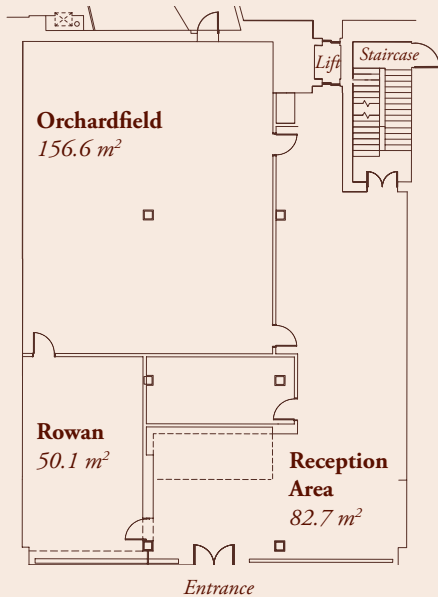 Lift
Staircase
Orchardfield
156.6 m²
Rowan
50.1 m²
Reception
Area
82.7 m²
Entrance